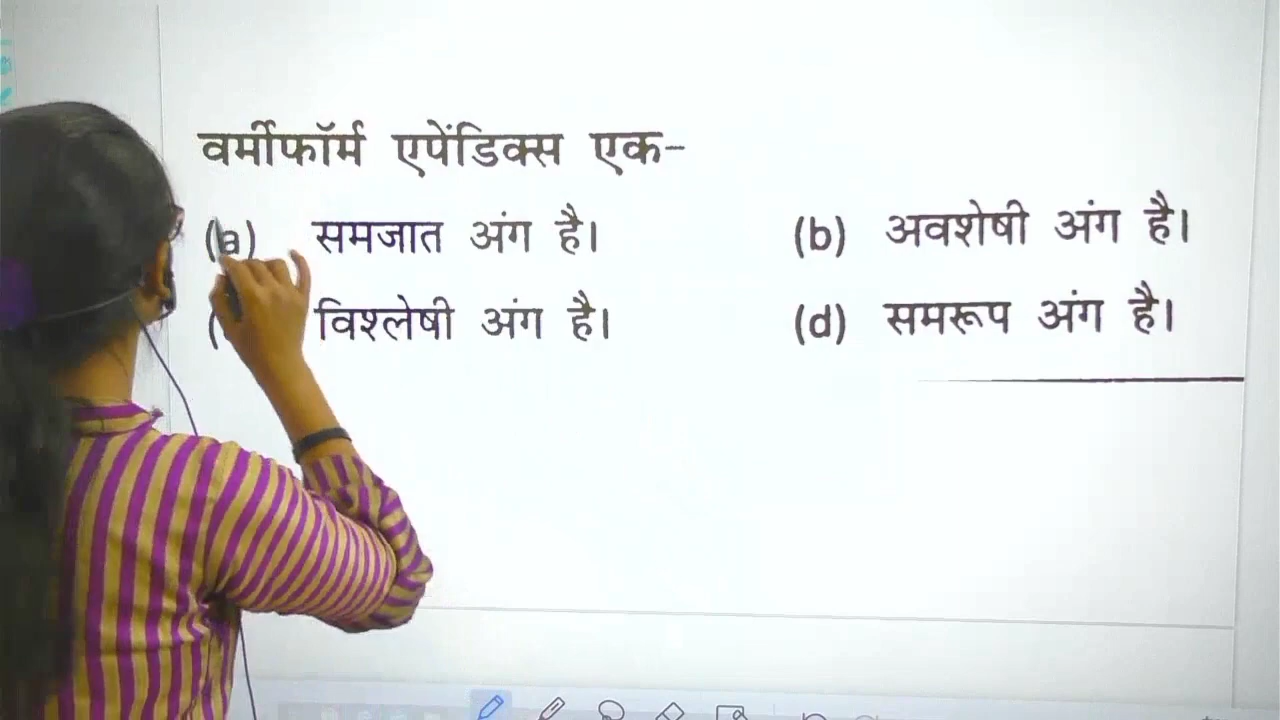 वर्मीफॉर्म एपेंडिक्स एक-
(a) समजात अंग है। (b) अवशेषी अंग है।
( विश्लेषी अंग है। (d) समरूप अंग है।